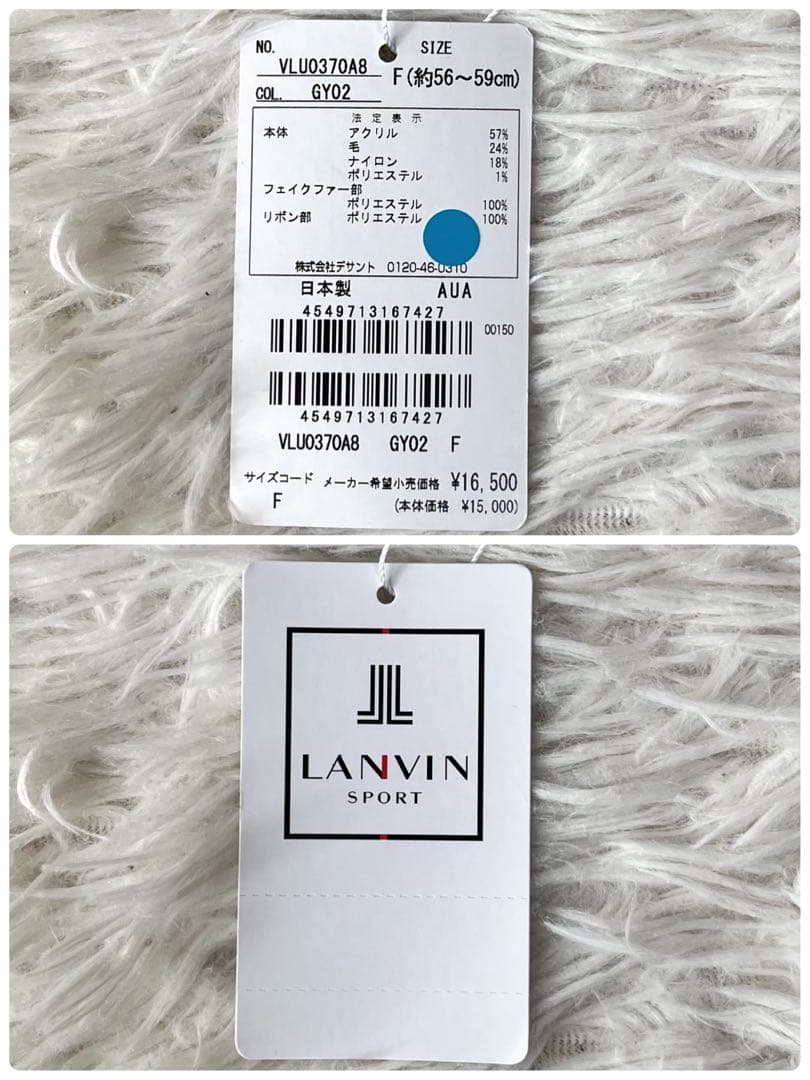 NO. VLU0370A8
SIZE
F(約56～59cm)
COL. GY02
法定表示
本体 アクリル 57%
毛 24%
ナイロン 18%
ポリエステル 1%
フェイクファー部
ポリエステル 100%
リボン部 ポリエステル 100%
株式会社デサント 0120-46-0310
日本製 AUA
4549713167427
00150
4549713167427
VLU0370A8 GY02 F
サイズコード メーカー希望小売価格 ¥16,500
F (本体価格 ¥15,000)
LANVIN
SPORT